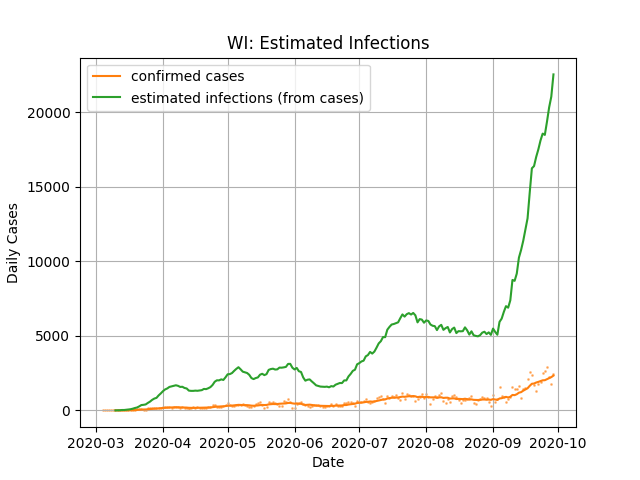 WI: Estimated Infections
confirmed cases
estimated infections (from cases)
Daily Cases
20000
15000
10000
5000
0
2020-03 2020-04 2020-05 2020-06 2020-07 2020-08 2020-09 2020-10
Date